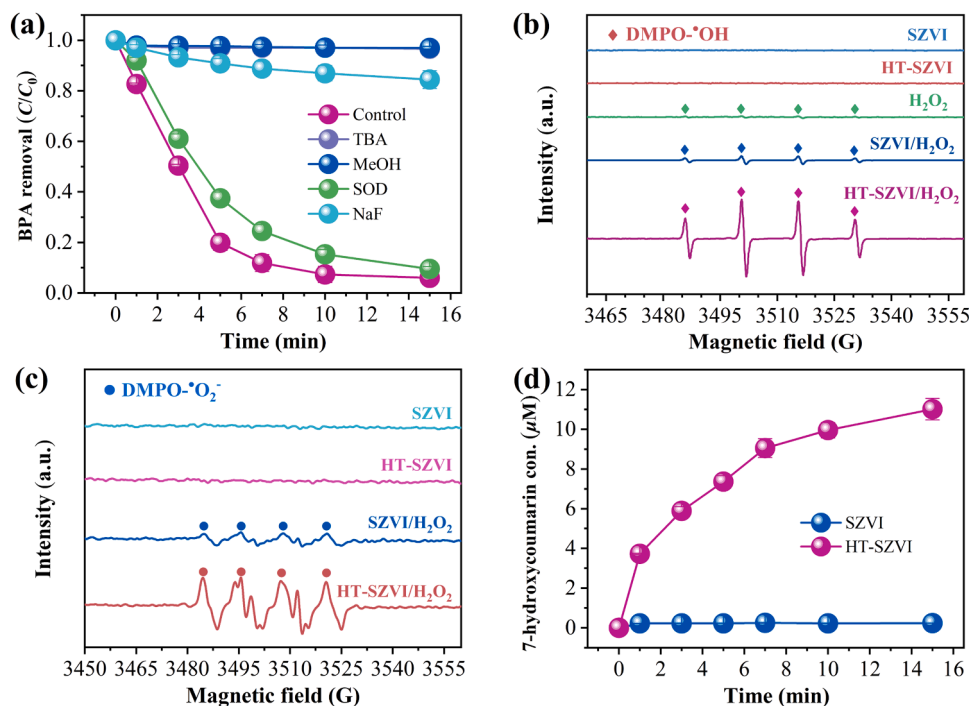 (a)
1.0
0.8
0.6
0.4
0.2
0.0
BPA removal (C/C₀)
Control
TBA
MeOH
SOD
NaF
0 2 4 6 8 10 12 14 16
Time (min)
(b)
DMPO-•OH
SZVI
HT-SZVI
H₂O₂
SZVI/H₂O₂
HT-SZVI/H₂O₂
Intensity (a.u.)
3465 3480 3495 3510 3525 3540 3555
Magnetic field (G)
(c)
DMPO-•O₂⁻
SZVI
HT-SZVI
SZVI/H₂O₂
HT-SZVI/H₂O₂
Intensity (a.u.)
3450 3465 3480 3495 3510 3525 3540 3555
Magnetic field (G)
(d)
12
10
8
6
4
2
0
7-hydroxycoumarin con. (μM)
SZVI
HT-SZVI
0 2 4 6 8 10 12 14 16
Time (min)